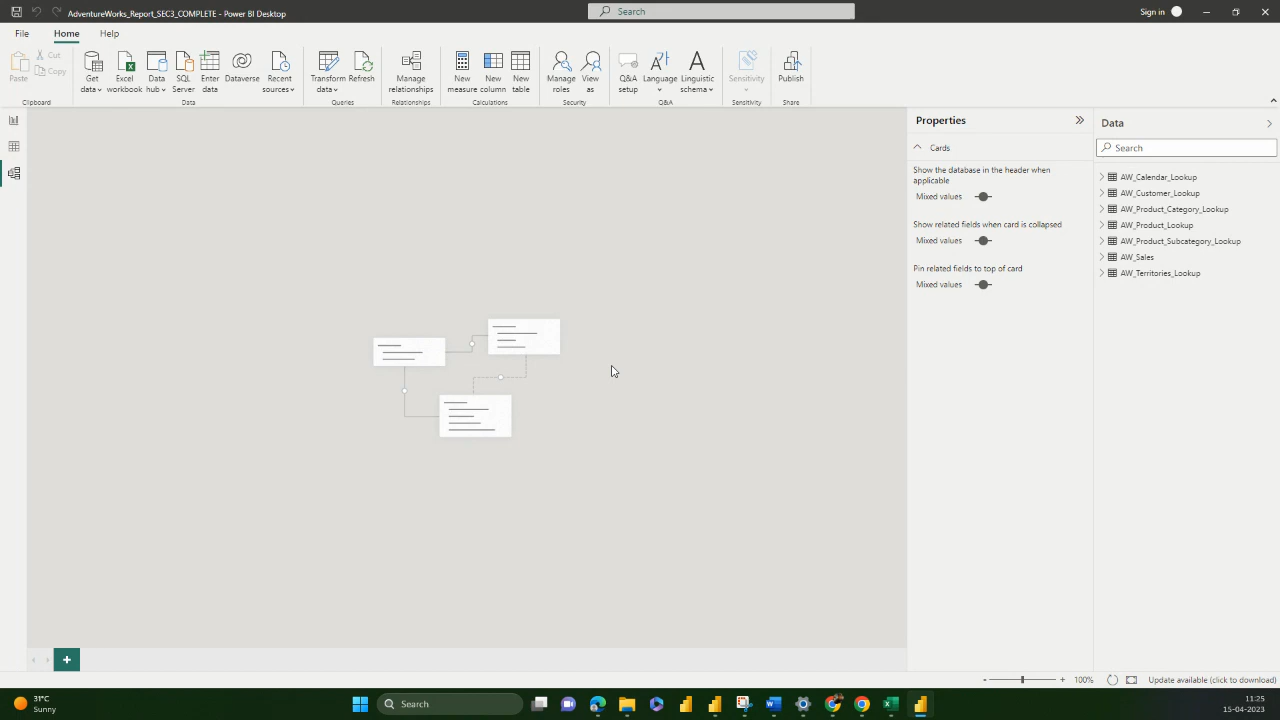 AdventureWorks_Report_SEC3_COMPLETE - Power BI Desktop
Search
Sign in
File
Home
Help
Paste
Cut
Copy
Get data
Excel workbook
Data hub
SQL Server
Enter data
Dataverse
Recent sources
Transform data
Refresh
Manage relationships
New measure
New column
New table
Manage roles
View as
Q&A setup
Language
Linguistic schema
Sensitivity
Publish
Clipboard
Data
Queries
Relationships
Calculations
Security
Q&A
Sensitivity
Share
Properties
Cards
Show the database in the header when
applicable
Mixed values
Show related fields when card is collapsed
Mixed values
Pin related fields to top of card
Mixed values
Data
Search
AW_Calendar_Lookup
AW_Customer_Lookup
AW_Product_Category_Lookup
AW_Product_Lookup
AW_Product_Subcategory_Lookup
AW_Sales
AW_Territories_Lookup
- + 100%
Update available (click to download)
31°C
Sunny
Search
11:25
15-04-2023